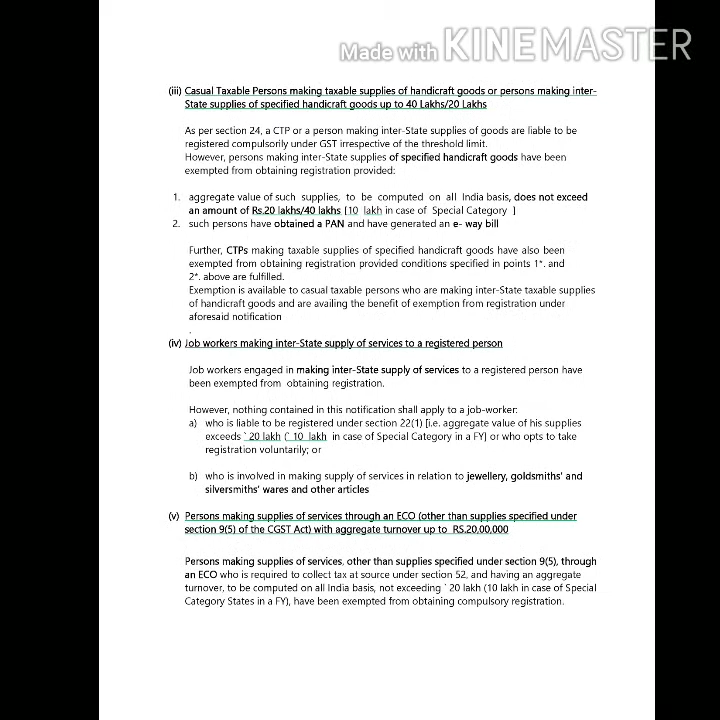 Made with KINEMASTER
(iii) Casual Taxable Persons making taxable supplies of handicraft goods or persons making inter-
State supplies of specified handicraft goods up to 40 Lakhs/20 Lakhs
As per section 24, a CTP or a person making inter-State supplies of goods are liable to be
registered compulsorily under GST irrespective of the threshold limit.
However, persons making inter-State supplies of specified handicraft goods have been
exempted from obtaining registration provided:
1. aggregate value of such supplies, to be computed on all India basis, does not exceed
an amount of Rs.20 lakhs/40 lakhs [10 lakh in case of Special Category ]
2. such persons have obtained a PAN and have generated an e- way bill
Further, CTPs making taxable supplies of specified handicraft goods have also been
exempted from obtaining registration provided conditions specified in points 1*. and
2*. above are fulfilled.
Exemption is available to casual taxable persons who are making inter-State taxable supplies
of handicraft goods and are availing the benefit of exemption from registration under
aforesaid notification
.
(iv) Job workers making inter-State supply of services to a registered person
Job workers engaged in making inter-State supply of services to a registered person have
been exempted from obtaining registration.
However, nothing contained in this notification shall apply to a job-worker:
a) who is liable to be registered under section 22(1) [i.e. aggregate value of his supplies
exceeds ` 20 lakh (` 10 lakh in case of Special Category in a FY] or who opts to take
registration voluntarily; or
b) who is involved in making supply of services in relation to jewellery, goldsmiths' and
silversmiths' wares and other articles
(v) Persons making supplies of services through an ECO (other than supplies specified under
section 9(5) of the CGST Act) with aggregate turnover up to RS.20,00,000
Persons making supplies of services, other than supplies specified under section 9(5), through
an ECO who is required to collect tax at source under section 52, and having an aggregate
turnover, to be computed on all India basis, not exceeding ` 20 lakh (10 lakh in case of Special
Category States in a FY), have been exempted from obtaining compulsory registration.